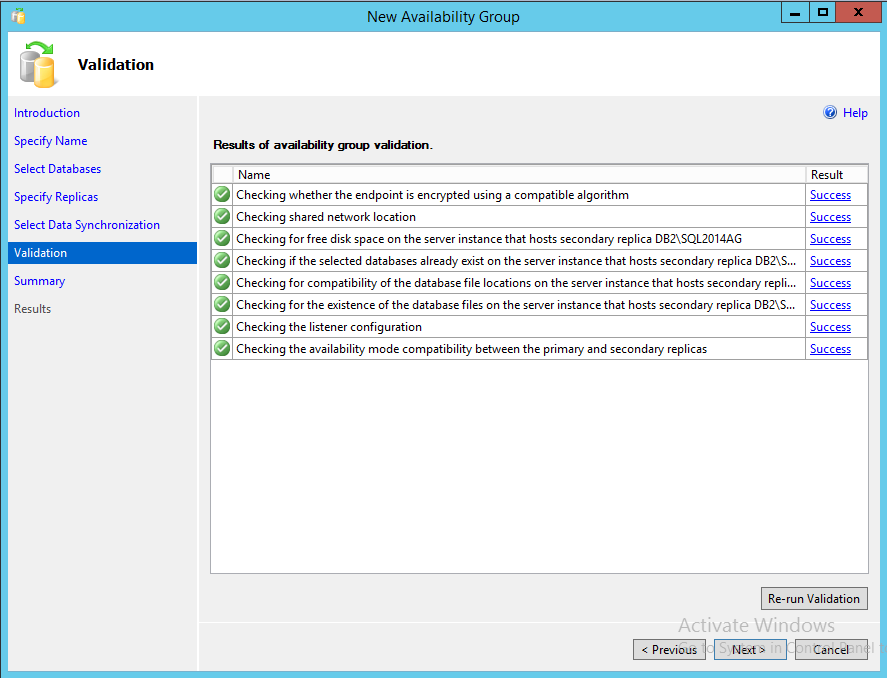 New Availability Group
Validation
Introduction
Specify Name
Select Databases
Specify Replicas
Select Data Synchronization
Validation
Summary
Results
Help
Results of availability group validation.
Name Result
Checking whether the endpoint is encrypted using a compatible algorithm Success
Checking shared network location Success
Checking for free disk space on the server instance that hosts secondary replica DB2\SQL2014AG Success
Checking if the selected databases already exist on the server instance that hosts secondary replica DB2\S... Success
Checking for compatibility of the database file locations on the server instance that hosts secondary repli... Success
Checking for the existence of the database files on the server instance that hosts secondary replica DB2\S... Success
Checking the listener configuration Success
Checking the availability mode compatibility between the primary and secondary replicas Success
Re-run Validation
Activate Windows
Go to System in Control Panel
< Previous Next > Cancel